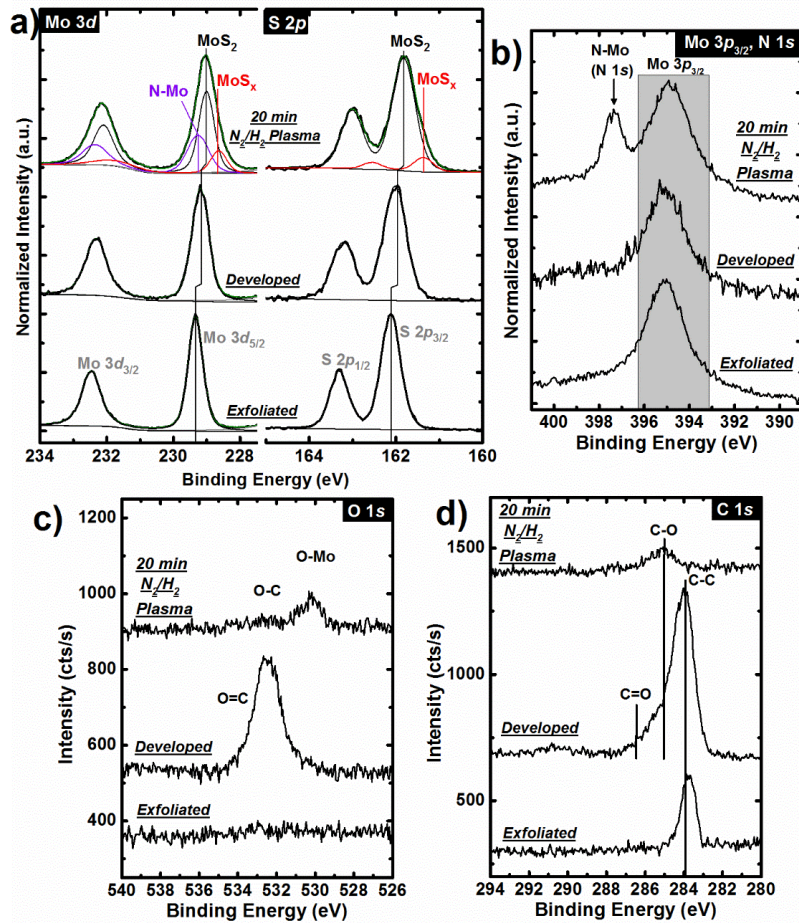 a)
Mo 3d
S 2p
MoS2
MoS2
N-Mo
MoSx
MoSx
20 min
N2/H2 Plasma
Developed
Mo 3d3/2
Mo 3d5/2
S 2p1/2
S 2p3/2
Exfoliated
Normalized Intensity (a.u.)
234 232 230 228 164 162 160
Binding Energy (eV)
b)
Mo 3p3/2, N 1s
N-Mo
(N 1s)
Mo 3p3/2
20 min
N2/H2
Plasma
Developed
Exfoliated
Normalized Intensity (a.u.)
400 398 396 394 392 390
Binding Energy (eV)
c)
O 1s
20 min
N2/H2
Plasma
O-Mo
O-C
O=C
Developed
Exfoliated
Intensity (cts/s)
1200
1000
800
600
400
540 538 536 534 532 530 528 526
Binding Energy (eV)
d)
C 1s
20 min
N2/H2
Plasma
C-O
C-C
C=O
Developed
Exfoliated
Intensity (cts/s)
1500
1000
500
294 292 290 288 286 284 282 280
Binding Energy (eV)